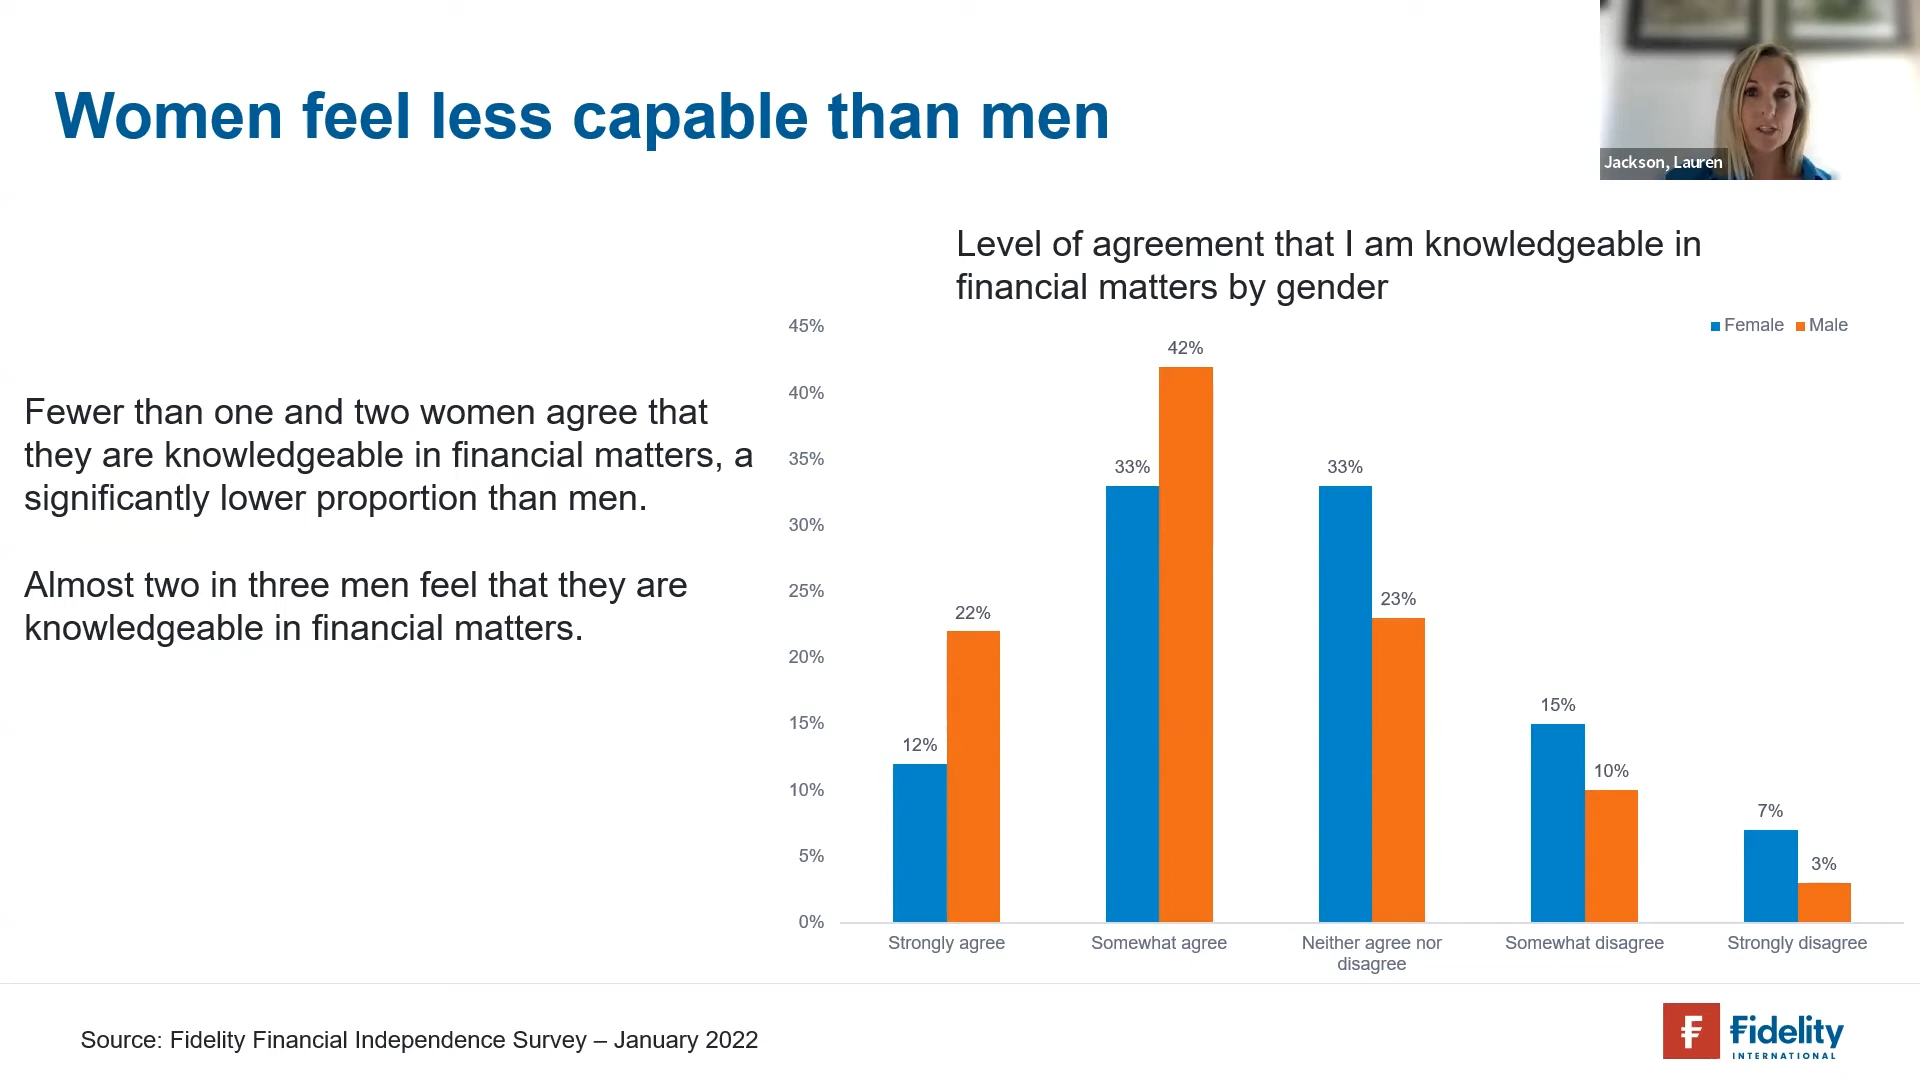 Women feel less capable than men
Jackson, Lauren
Fewer than one and two women agree that
they are knowledgeable in financial matters, a
significantly lower proportion than men.
Almost two in three men feel that they are
knowledgeable in financial matters.
Level of agreement that I am knowledgeable in
financial matters by gender
Female Male
45%
40%
35%
30%
25%
20%
15%
10%
5%
0%
12% 22%
33% 42%
33% 23%
15% 10%
7% 3%
Strongly agree
Somewhat agree
Neither agree nor
disagree
Somewhat disagree
Strongly disagree
Source: Fidelity Financial Independence Survey – January 2022
F Fidelity
INTERNATIONAL